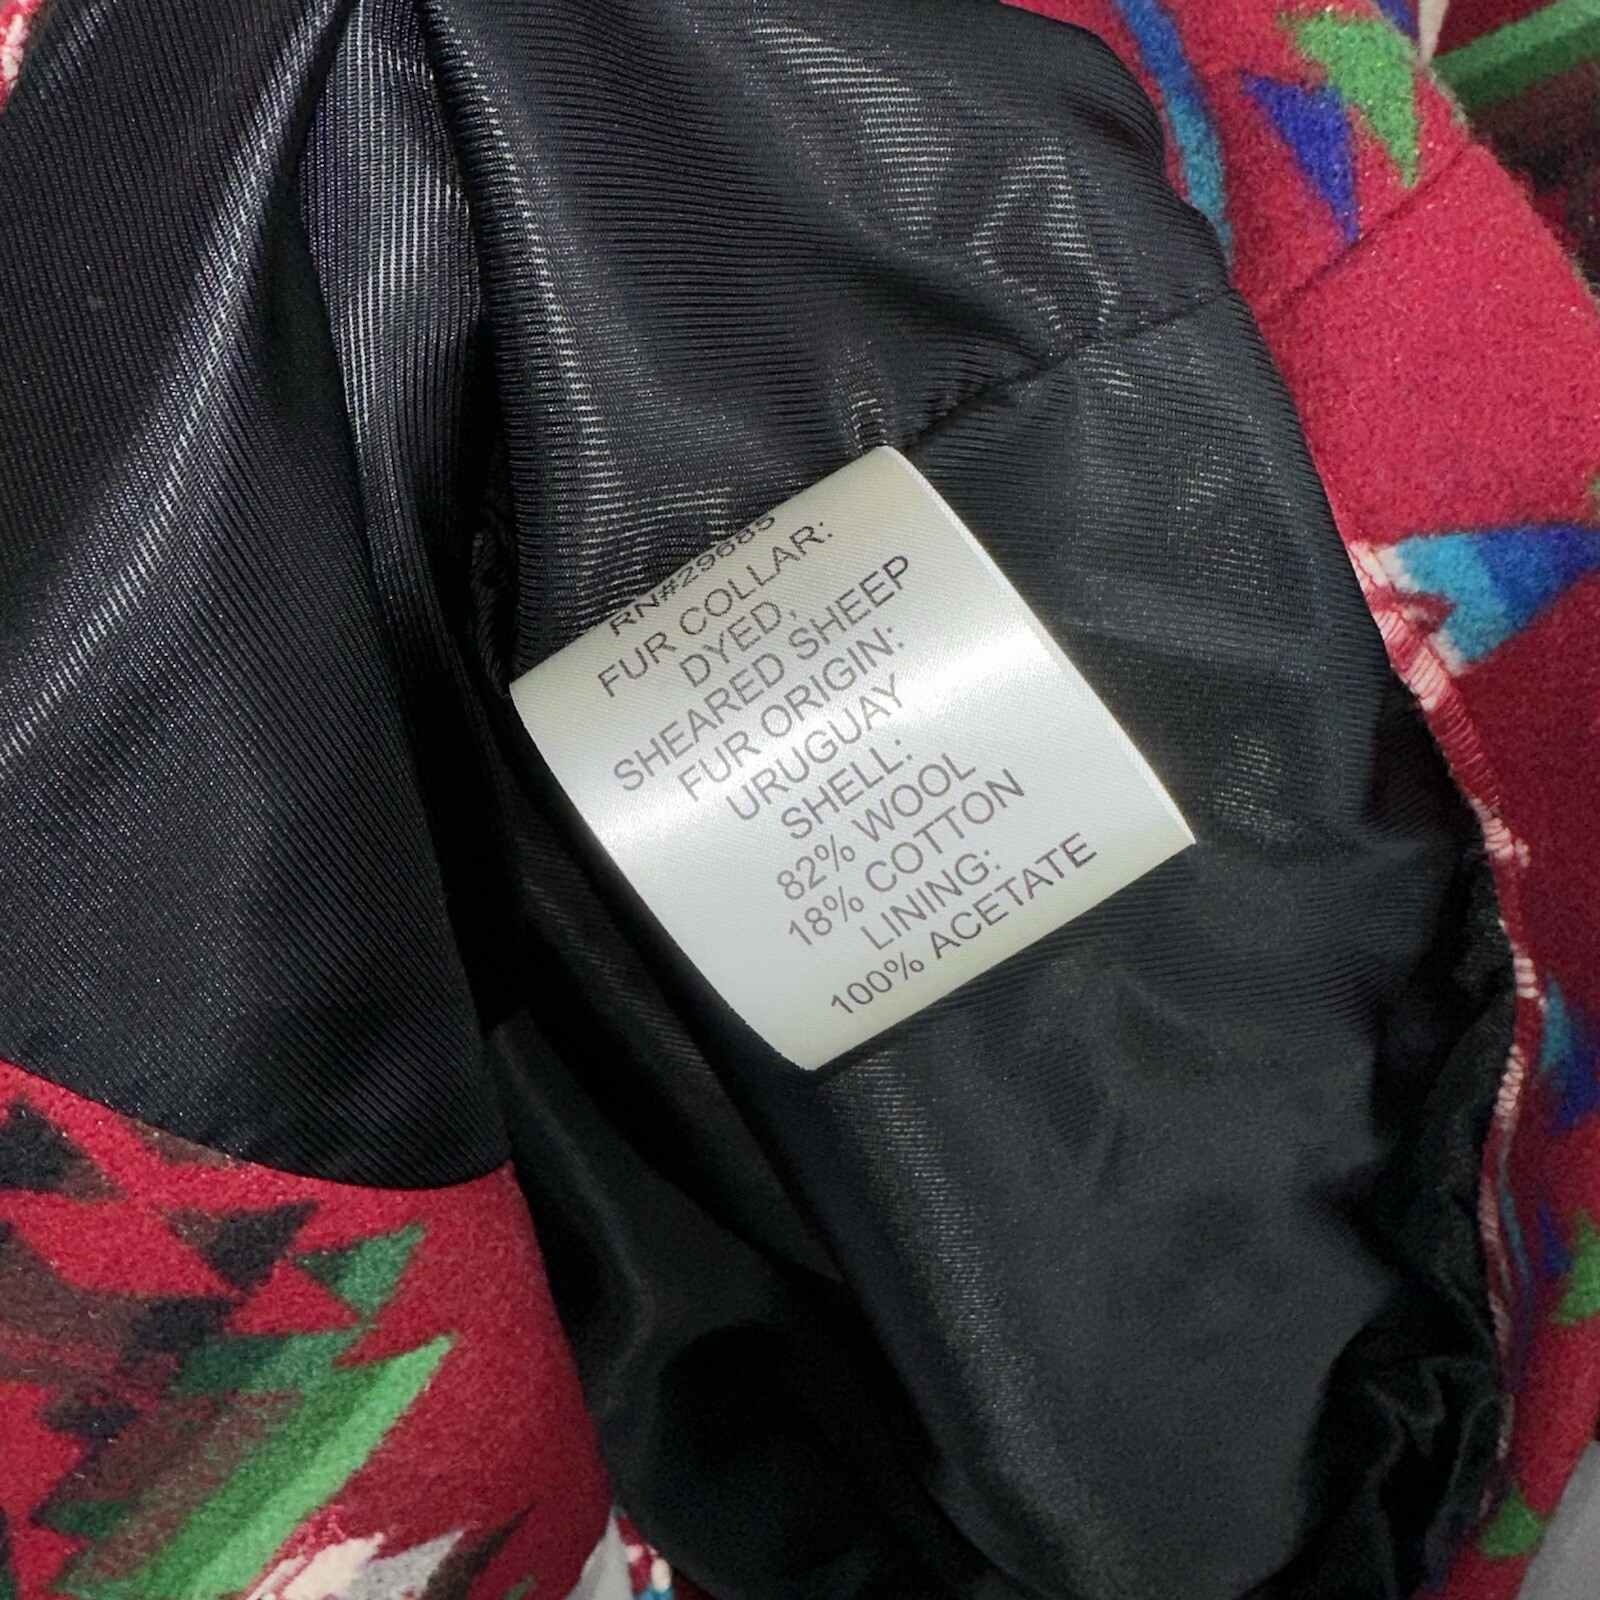 RN#29685
FUR COLLAR:
DYED,
SHEARED SHEEP
FUR ORIGIN:
URUGUAY
SHELL:
82% WOOL
18% COTTON
LINING:
100% ACETATE